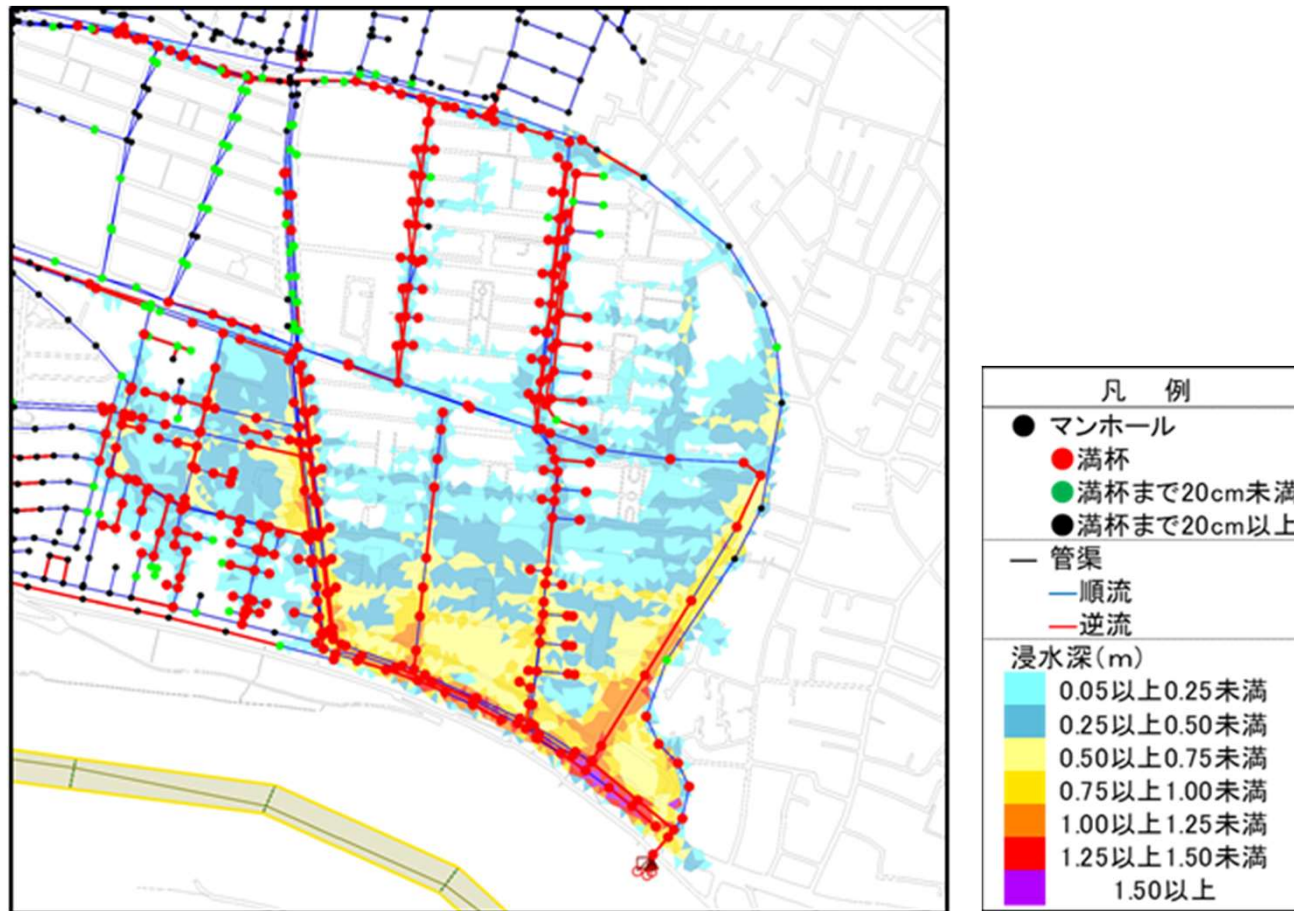 凡 例
マンホール
満杯
満杯まで20cm未満
満杯まで20cm以上
管渠
順流
逆流
浸水深(m)
0.05以上0.25未満
0.25以上0.50未満
0.50以上0.75未満
0.75以上1.00未満
1.00以上1.25未満
1.25以上1.50未満
1.50以上